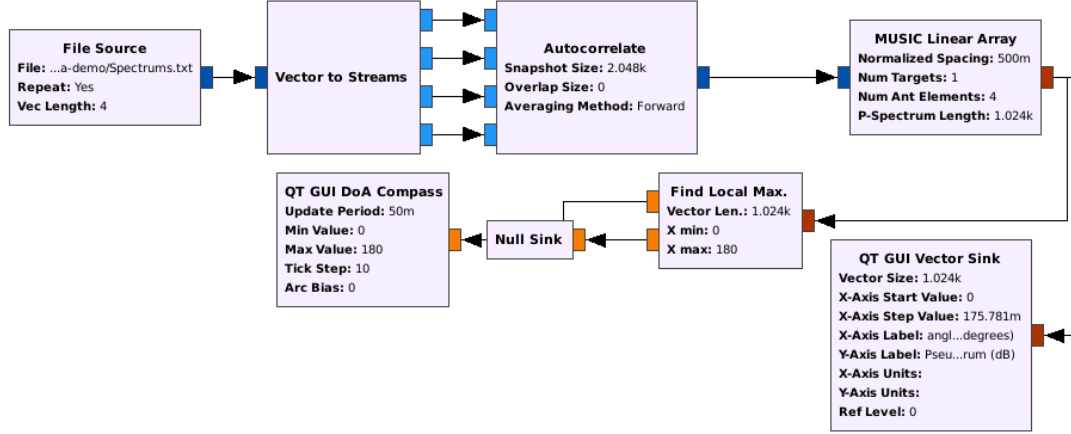 File Source
File: ...a-demo/Spectrums.txt
Repeat: Yes
Vec Length: 4
Vector to Streams
Autocorrelate
Snapshot Size: 2.048k
Overlap Size: 0
Averaging Method: Forward
MUSIC Linear Array
Normalized Spacing: 500m
Num Targets: 1
Num Ant Elements: 4
P-Spectrum Length: 1.024k
QT GUI DoA Compass
Update Period: 50m
Min Value: 0
Max Value: 180
Tick Step: 10
Arc Bias: 0
Null Sink
Find Local Max.
Vector Len.: 1.024k
X min: 0
X max: 180
QT GUI Vector Sink
Vector Size: 1.024k
X-Axis Start Value: 0
X-Axis Step Value: 175.781m
X-Axis Label: angl...degrees)
Y-Axis Label: Pseu...rum (dB)
X-Axis Units:
Y-Axis Units:
Ref Level: 0